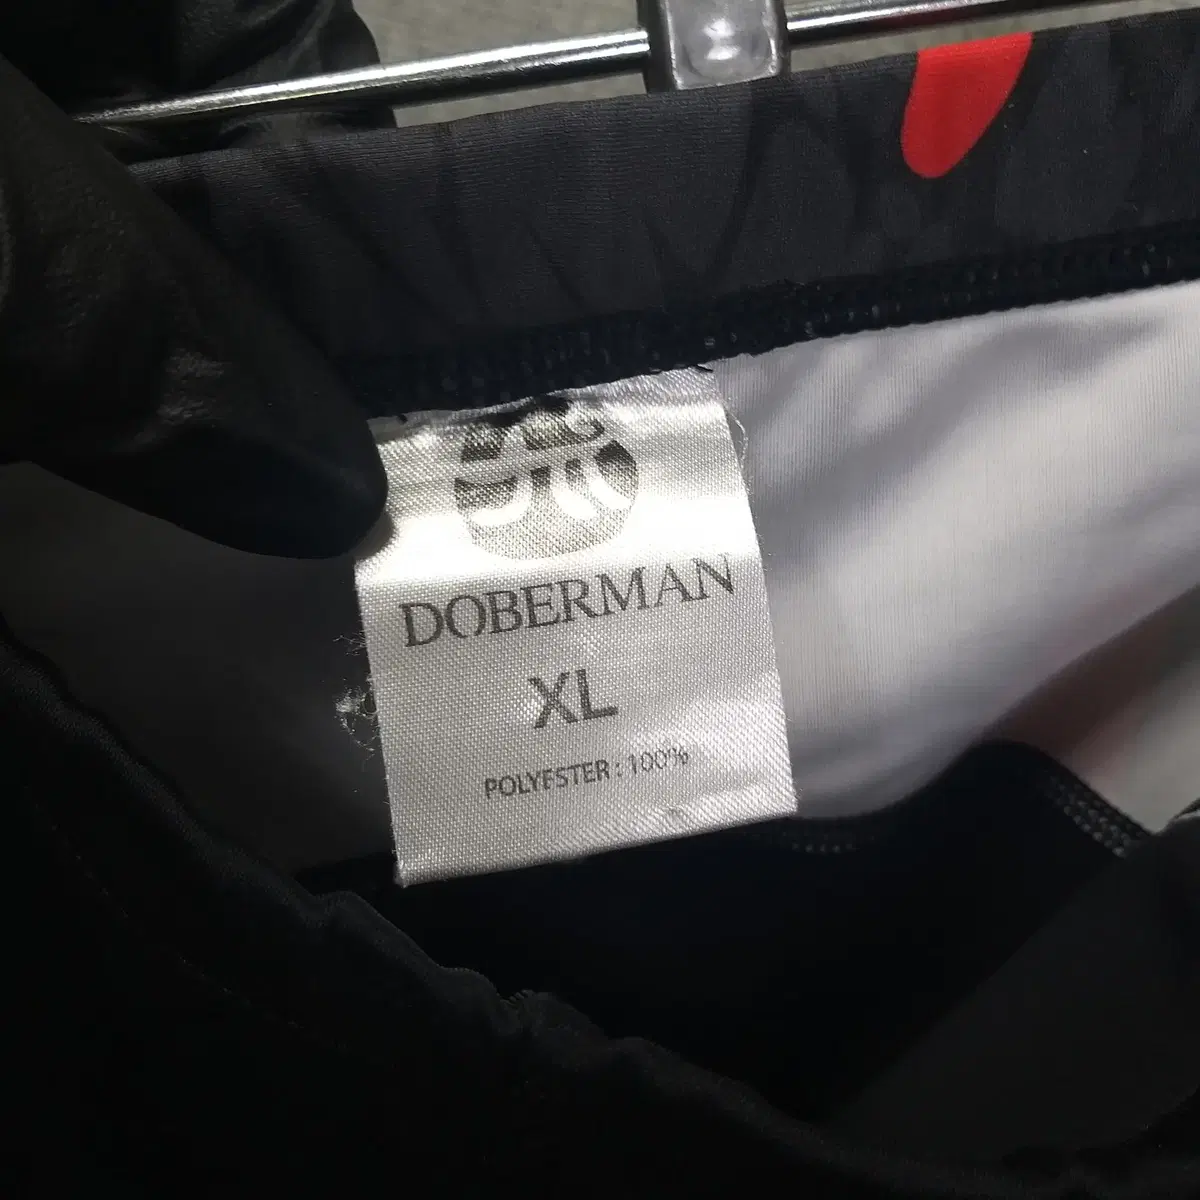 DOBERMAN
XL
POLYESTER : 100%